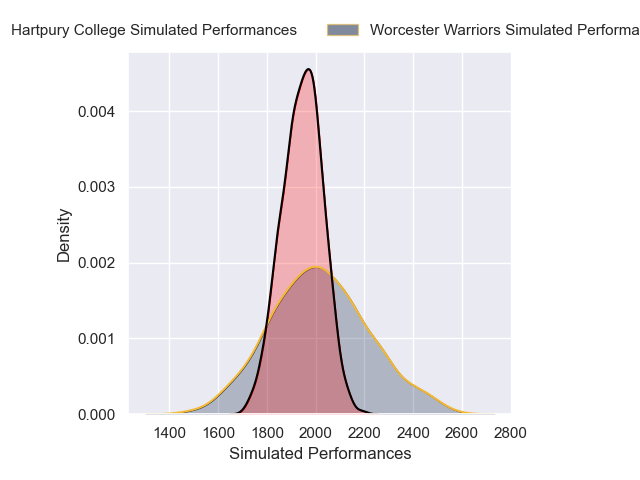 Hartpury College Simulated Performances Worcester Warriors Simulated Performa
0.004
0.003
0.002
0.001
0.000
Density
1400 1600 1800 2000 2200 2400 2600 2800
Simulated Performances